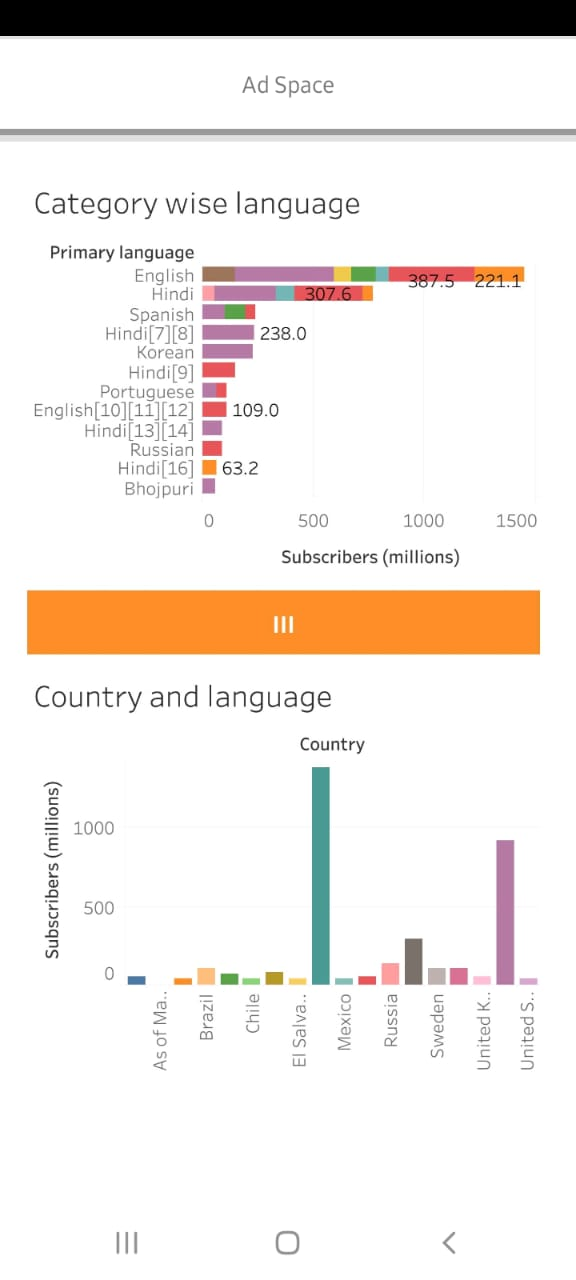 Ad Space
Category wise language
Primary language
English 387.5 221.1
Hindi 307.6
Spanish
Hindi[7][8] 238.0
Korean
Hindi[9]
Portuguese
English[10][11][12] 109.0
Hindi[13][14]
Russian
Hindi[16] 63.2
Bhojpuri
0 500 1000 1500
Subscribers (millions)
Country and language
Country
Subscribers (millions)
1000
500
0
As of Ma..
Brazil
Chile
El Salva..
Mexico
Russia
Sweden
United K..
United S..